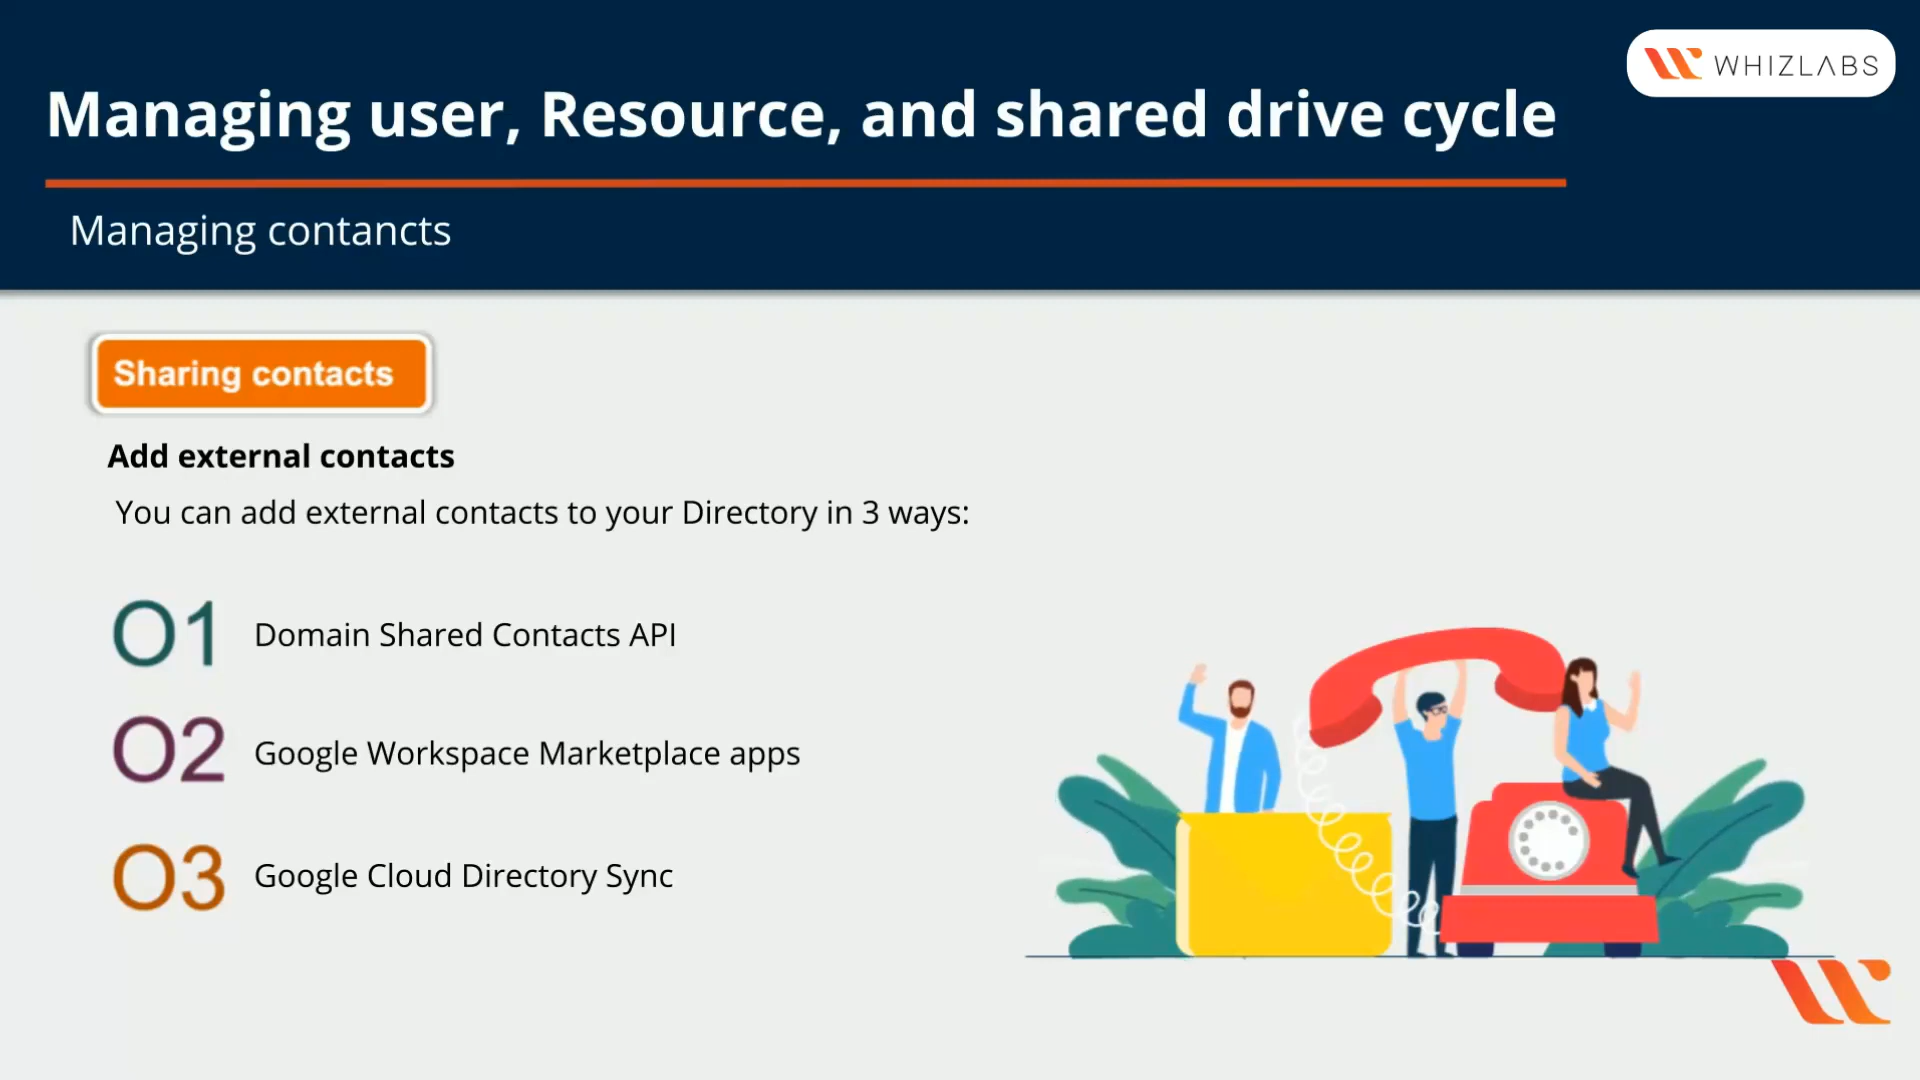 WHIZLABS
Managing user, Resource, and shared drive cycle
Managing contancts
Sharing contacts
Add external contacts
You can add external contacts to your Directory in 3 ways:
01 Domain Shared Contacts API
02 Google Workspace Marketplace apps
03 Google Cloud Directory Sync